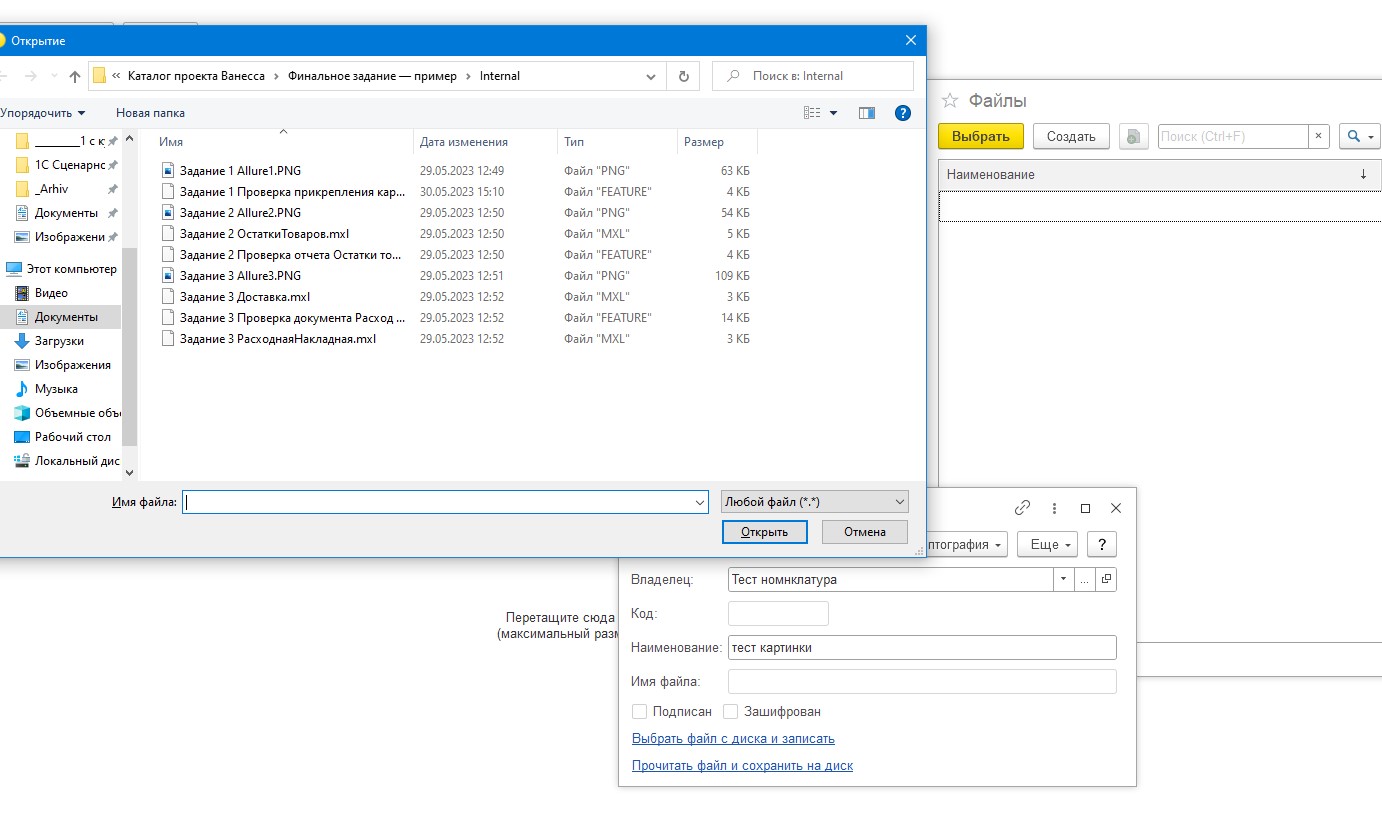 Открытие
« Каталог проекта Ванесса › Финальное задание — пример › Internal
Поиск в: Internal
Упорядочить
Новая папка
?
_______1 с к
1С Сценарнс
_Arhiv
Документы
Изображени
Этот компьютер
Видео
Документы
Загрузки
Изображения
Музыка
Объемные объ
Рабочий стол
Локальный дис
Имя Дата изменения Тип Размер
Задание 1 Allure1.PNG 29.05.2023 12:49 Файл "PNG" 63 КБ
Задание 1 Проверка прикрепления кар... 30.05.2023 15:10 Файл "FEATURE" 4 КБ
Задание 2 Allure2.PNG 29.05.2023 12:50 Файл "PNG" 54 КБ
Задание 2 ОстаткиТоваров.mxl 29.05.2023 12:50 Файл "MXL" 5 КБ
Задание 2 Проверка отчета Остатки то... 29.05.2023 12:50 Файл "FEATURE" 4 КБ
Задание 3 Allure3.PNG 29.05.2023 12:51 Файл "PNG" 109 КБ
Задание 3 Доставка.mxl 29.05.2023 12:52 Файл "MXL" 3 КБ
Задание 3 Проверка документа Расход ... 29.05.2023 12:52 Файл "FEATURE" 14 КБ
Задание 3 РасходнаяНакладная.mxl 29.05.2023 12:52 Файл "MXL" 3 КБ
Имя файла:
Любой файл (*.*)
Открыть
Отмена
Файлы
Выбрать
Создать
Поиск (Ctrl+F)
×
Наименование
Перетащите сюда
(максимальный разм
птография
Еще
?
Владелец: Тест номнклатура
...
Код:
Наименование: тест картинки
Имя файла:
Подписан
Зашифрован
Выбрать файл с диска и записать
Прочитать файл и сохранить на диск